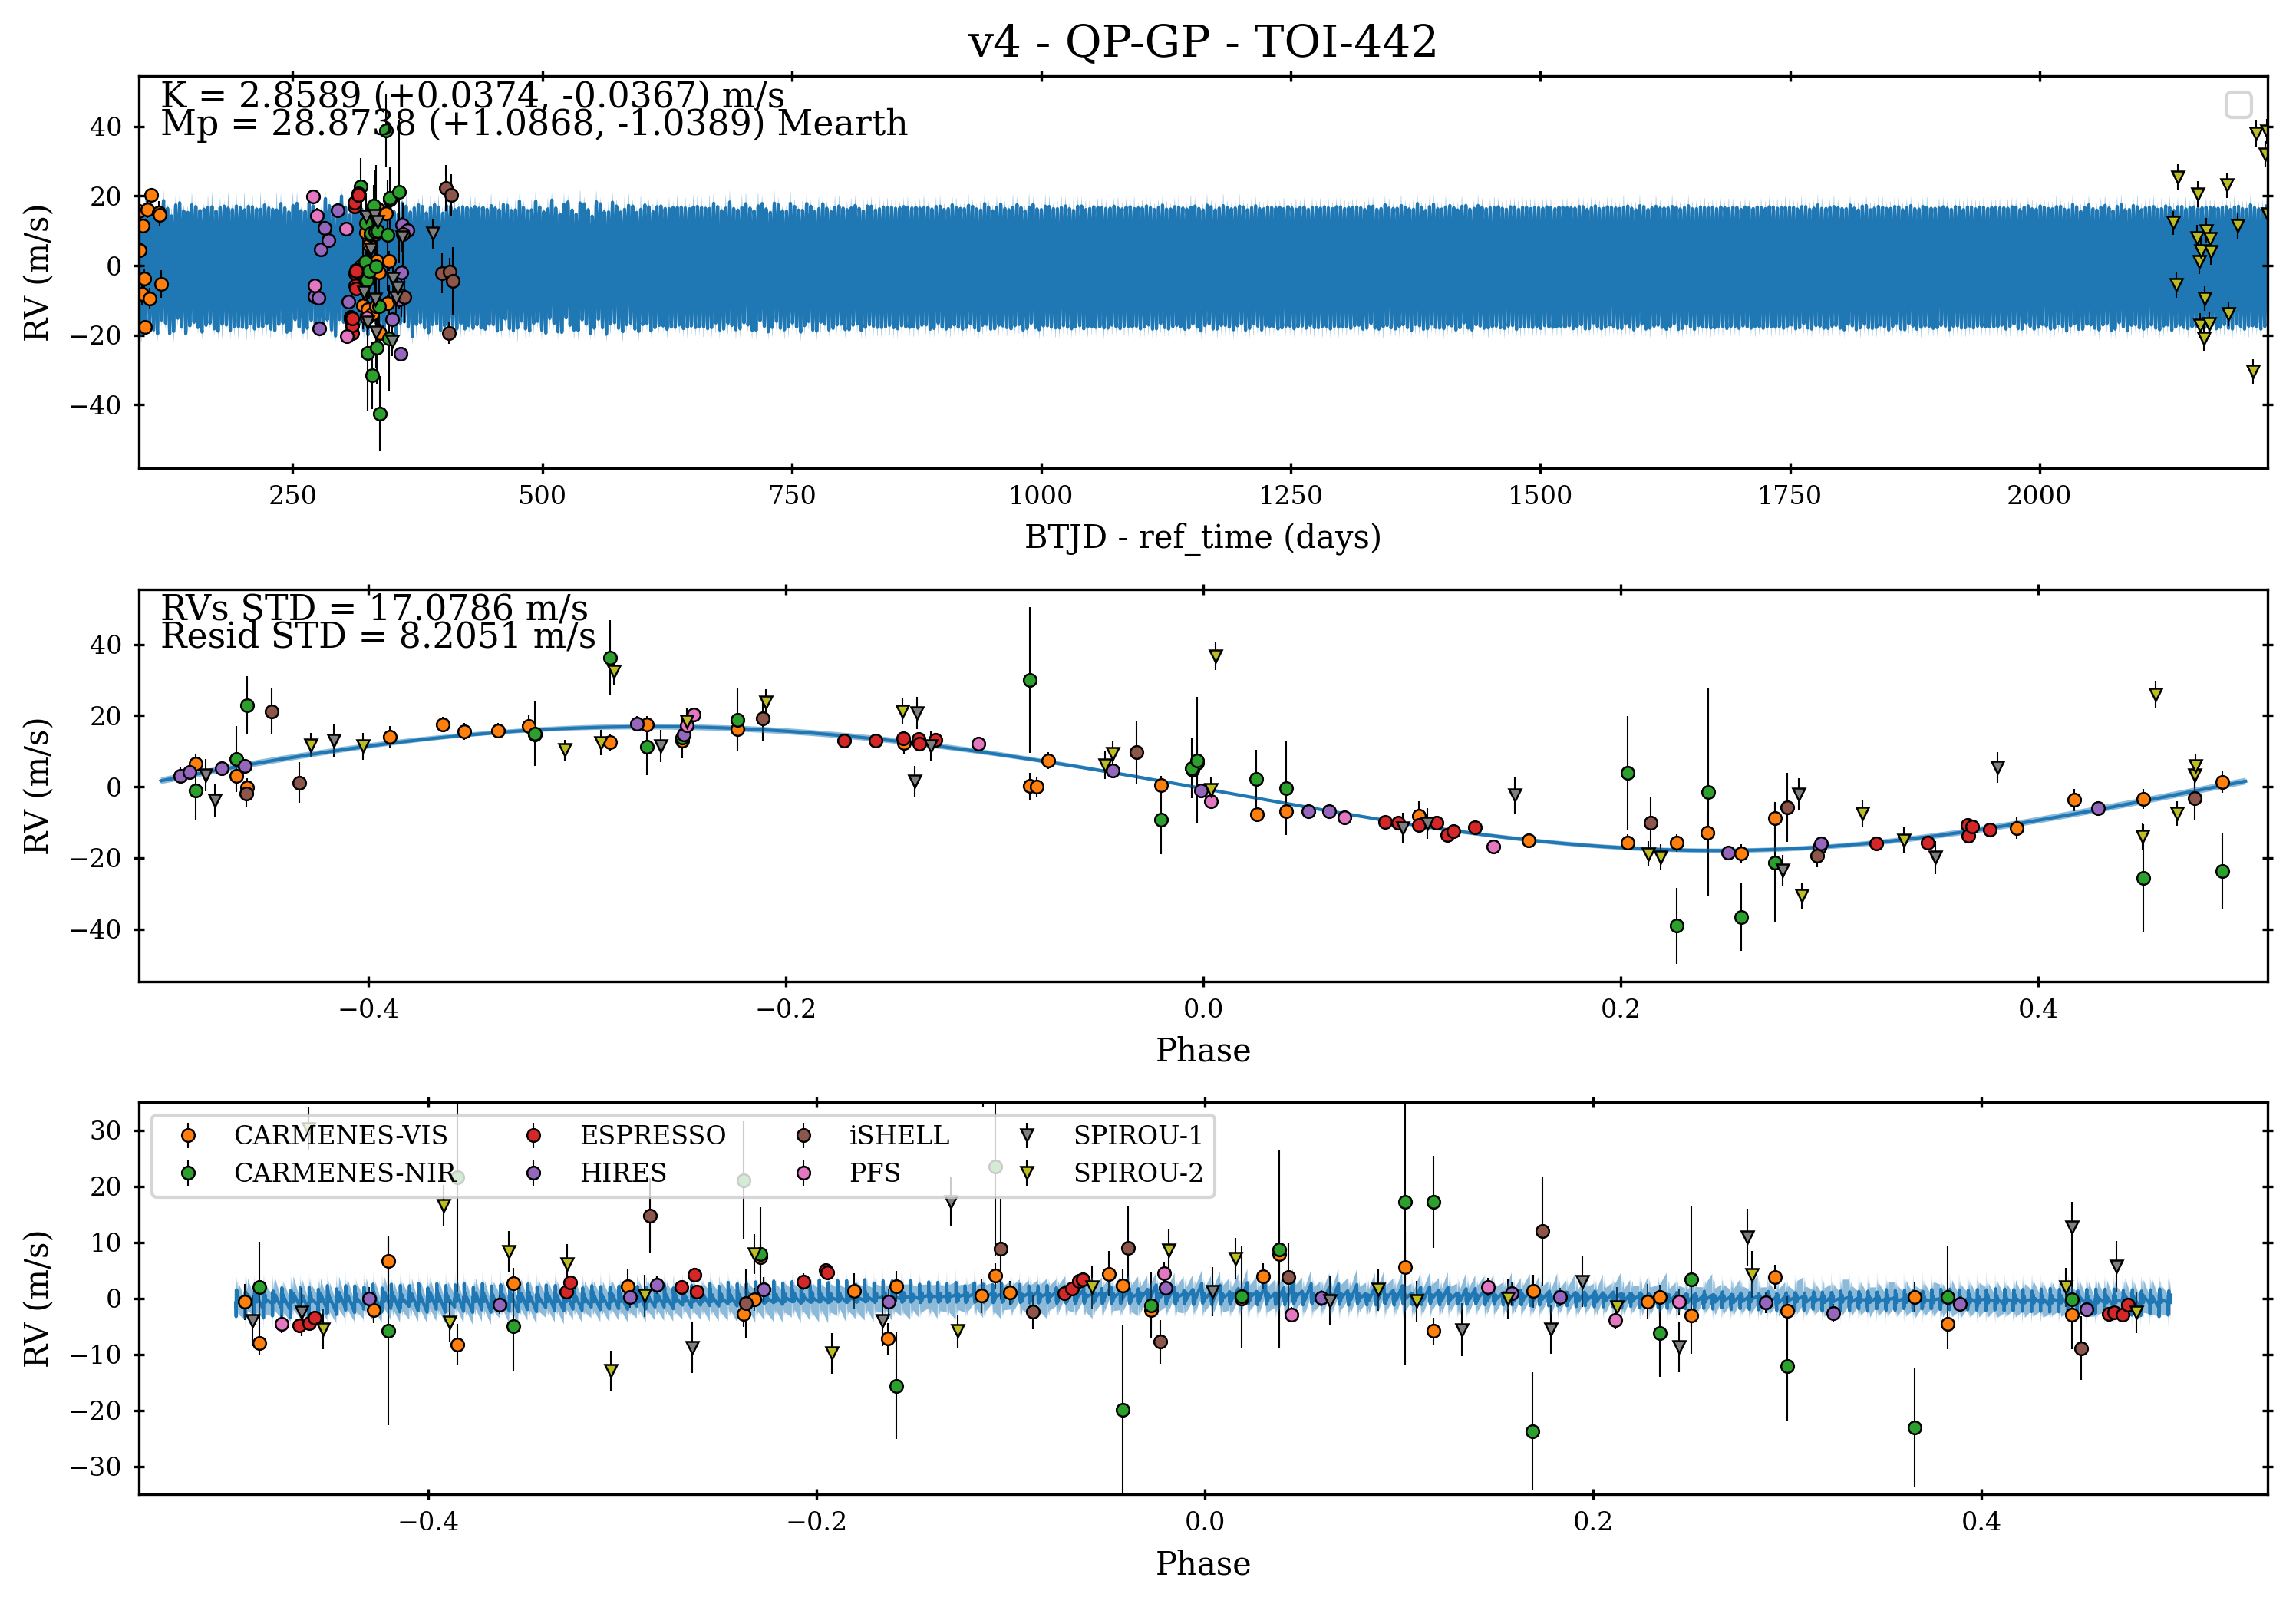 v4 - QP-GP - TOI-442
K = 2.8589 (+0.0374, -0.0367) m/s
Mp = 28.8738 (+1.0868, -1.0389) Mearth
RV (m/s)
40
20
0
−20
−40
250 500 750 1000 1250 1500 1750 2000
BTJD - ref_time (days)
RVs STD = 17.0786 m/s
Resid STD = 8.2051 m/s
RV (m/s)
40
20
0
−20
−40
−0.4 −0.2 0.0 0.2 0.4
Phase
CARMENES-VIS ESPRESSO iSHELL SPIROU-1
CARMENES-NIR HIRES PFS SPIROU-2
RV (m/s)
30
20
10
0
−10
−20
−30
−0.4 −0.2 0.0 0.2 0.4
Phase